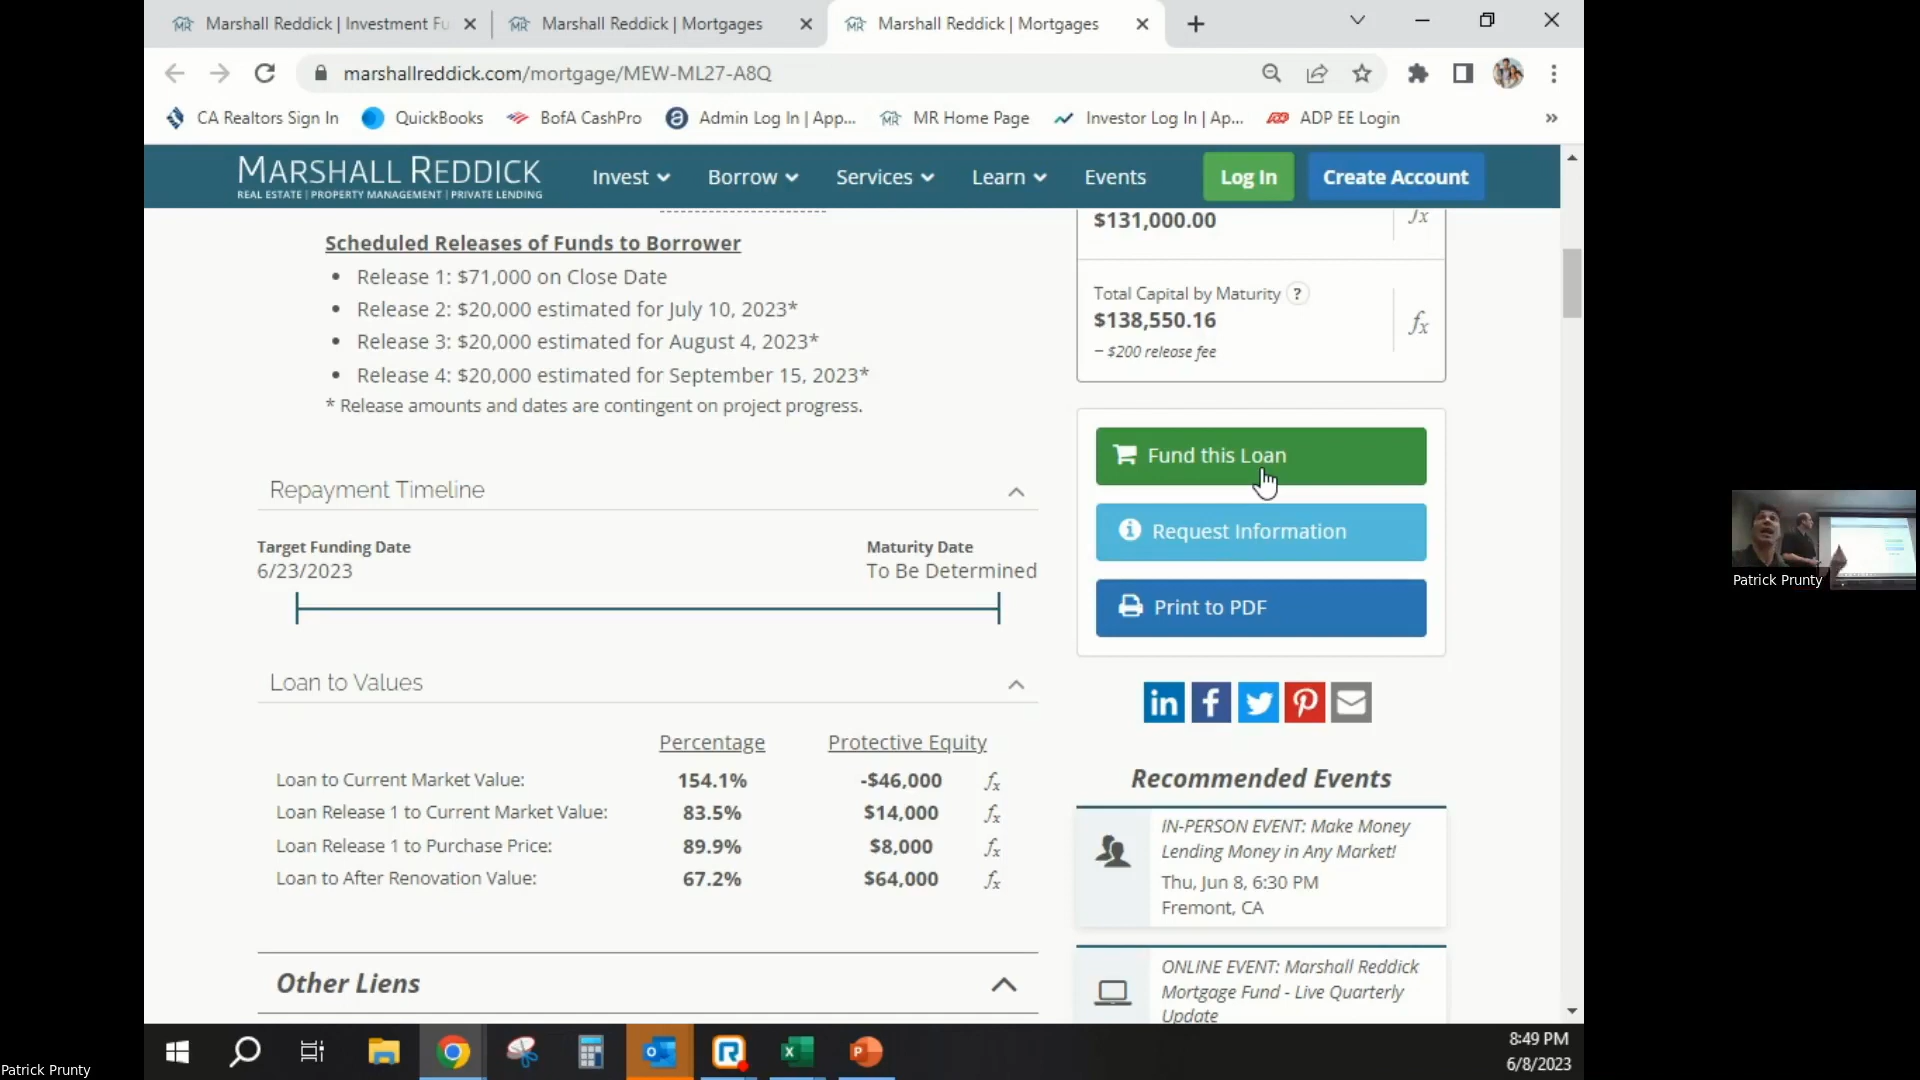 Marshall Reddick | Investment Fu
Marshall Reddick | Mortgages
Marshall Reddick | Mortgages
marshallreddick.com/mortgage/MEW-ML27-A8Q
CA Realtors Sign In
QuickBooks
BofA CashPro
Admin Log In | App...
MR Home Page
Investor Log In | Ap...
ADP EE Login
»
MARSHALL REDDICK
REAL ESTATE | PROPERTY MANAGEMENT | PRIVATE LENDING
Invest
Borrow
Services
Learn
Events
Log In
Create Account
Scheduled Releases of Funds to Borrower
• Release 1: $71,000 on Close Date
• Release 2: $20,000 estimated for July 10, 2023*
• Release 3: $20,000 estimated for August 4, 2023*
• Release 4: $20,000 estimated for September 15, 2023*
* Release amounts and dates are contingent on project progress.
$131,000.00
fx
Total Capital by Maturity ?
$138,550.16
fx
– $200 release fee
Fund this Loan
Request Information
Print to PDF
Repayment Timeline
Target Funding Date
6/23/2023
Maturity Date
To Be Determined
Loan to Values
Percentage
Protective Equity
Loan to Current Market Value: 154.1% -$46,000 fx
Loan Release 1 to Current Market Value: 83.5% $14,000 fx
Loan Release 1 to Purchase Price: 89.9% $8,000 fx
Loan to After Renovation Value: 67.2% $64,000 fx
Other Liens
Recommended Events
IN-PERSON EVENT: Make Money
Lending Money in Any Market!
Thu, Jun 8, 6:30 PM
Fremont, CA
ONLINE EVENT: Marshall Reddick
Mortgage Fund - Live Quarterly
Update
8:49 PM
6/8/2023
Patrick Prunty
Patrick Prunty